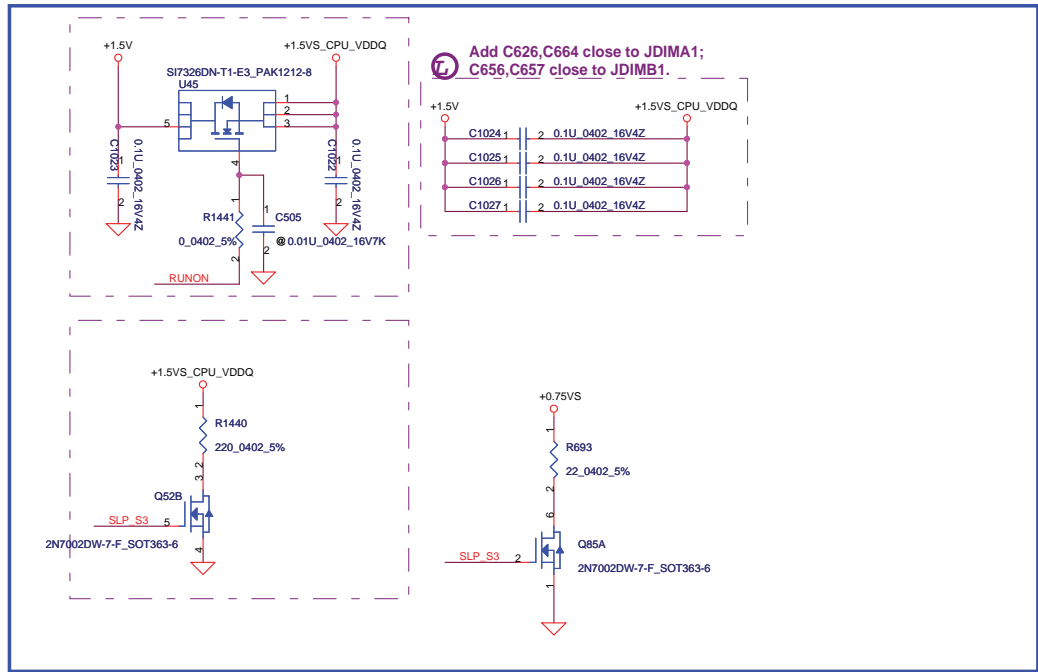 +1.5V
+1.5VS_CPU_VDDQ
SI7326DN-T1-E3_PAK1212-8
U45
1
2
3
5
4
C1023
1
2
0.1U_0402_16V4Z
C1022
1
2
0.1U_0402_16V4Z
1
R1441
0_0402_5%
2
1
C505
@ 0.01U_0402_16V7K
2
RUNON
L
Add C626,C664 close to JDIMA1;
C656,C657 close to JDIMB1.
+1.5V
+1.5VS_CPU_VDDQ
C1024 1 2 0.1U_0402_16V4Z
C1025 1 2 0.1U_0402_16V4Z
C1026 1 2 0.1U_0402_16V4Z
C1027 1 2 0.1U_0402_16V4Z
+1.5VS_CPU_VDDQ
1
R1440
220_0402_5%
2
3
Q52B
SLP_S3 5
4
2N7002DW-7-F_SOT363-6
+0.75VS
1
R693
22_0402_5%
2
6
SLP_S3 2
Q85A
2N7002DW-7-F_SOT363-6
1